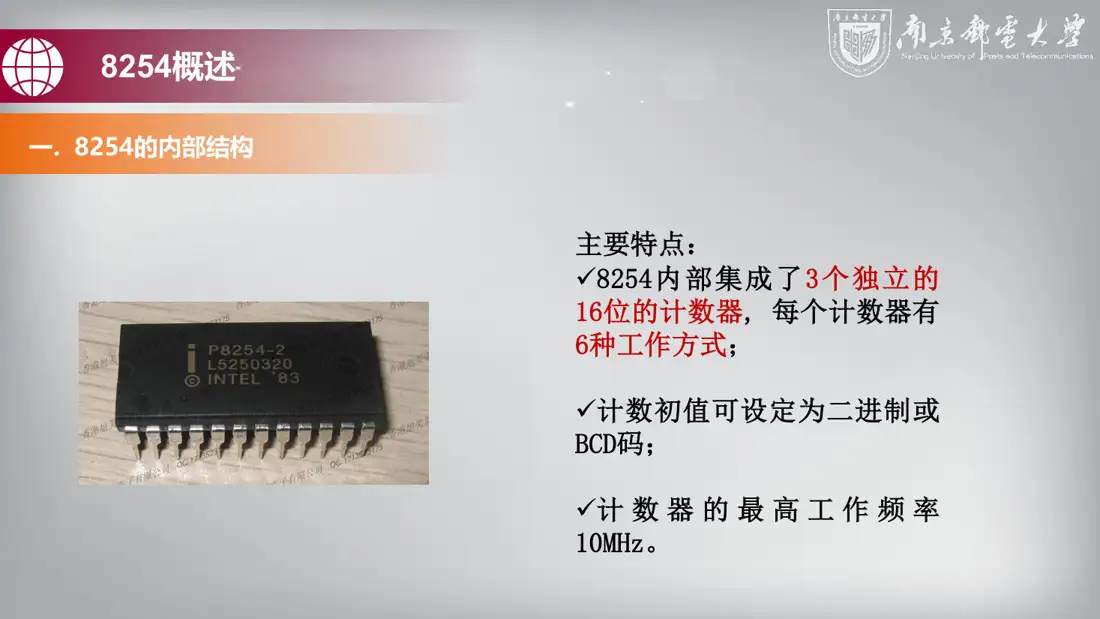 8254概述
南京邮电大学
Nanjing University of Posts and Telecommunications
一. 8254的内部结构
主要特点：
✓8254内部集成了3个独立的
16位的计数器，每个计数器有
6种工作方式；
✓计数初值可设定为二进制或
BCD码；
✓计数器的最高工作频率
10MHz。
P8254-2
L5250320
© INTEL '83